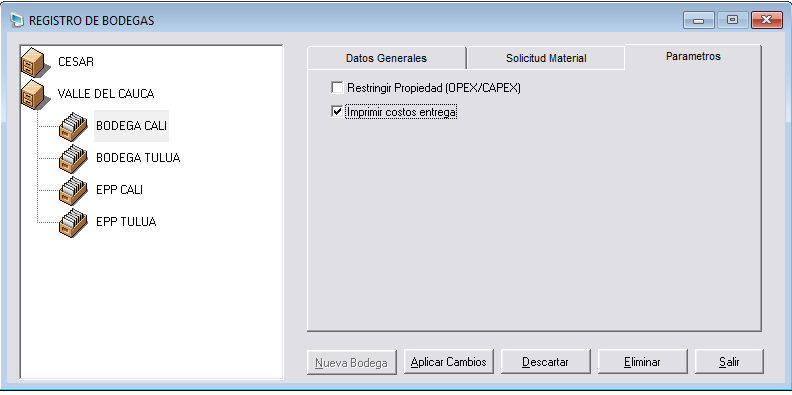 REGISTRO DE BODEGAS
CESAR
VALLE DEL CAUCA
BODEGA CALI
BODEGA TULUA
EPP CALI
EPP TULUA
Datos Generales
Solicitud Material
Parametros
Restringir Propiedad (OPEX/CAPEX)
Imprimir costos entrega
Nueva Bodega
Aplicar Cambios
Descartar
Eliminar
Salir